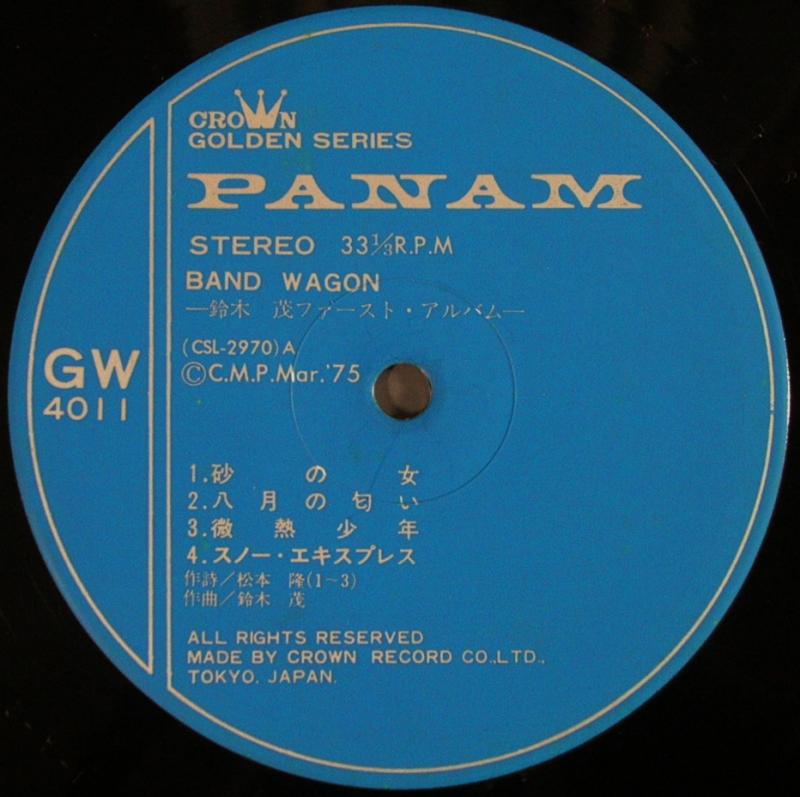 CROWN
GOLDEN SERIES
PANAM
STEREO 33⅓R.P.M
BAND WAGON
—鈴木 茂ファースト・アルバム—
(CSL-2970)A
©C.M.P.Mar.'75
GW
4011
1.砂の女
2.八月の匂い
3.微熱少年
4.スノー・エキスプレス
作詩/松本 隆(1~3)
作曲/鈴木 茂
ALL RIGHTS RESERVED
MADE BY CROWN RECORD CO.,LTD.,
TOKYO. JAPAN.